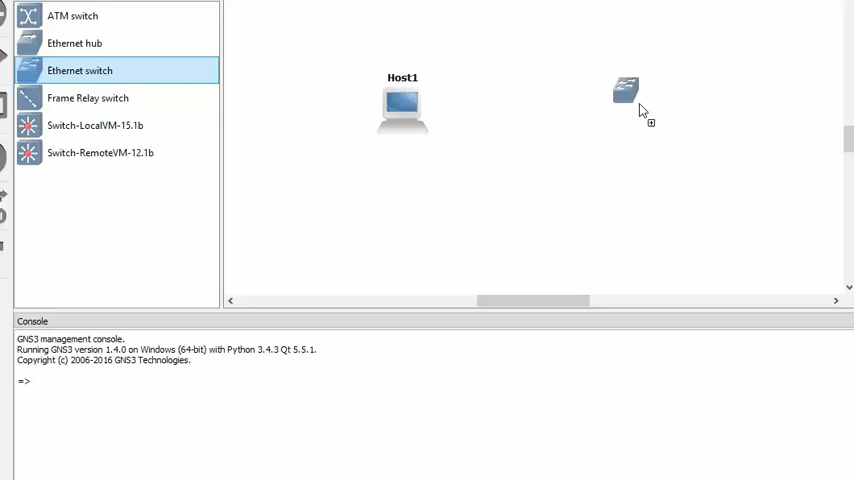 ATM switch
Ethernet hub
Ethernet switch
Frame Relay switch
Switch-LocalVM-15.1b
Switch-RemoteVM-12.1b
Host1
Console
GNS3 management console.
Running GNS3 version 1.4.0 on Windows (64-bit) with Python 3.4.3 Qt 5.5.1.
Copyright (c) 2006-2016 GNS3 Technologies.
=>